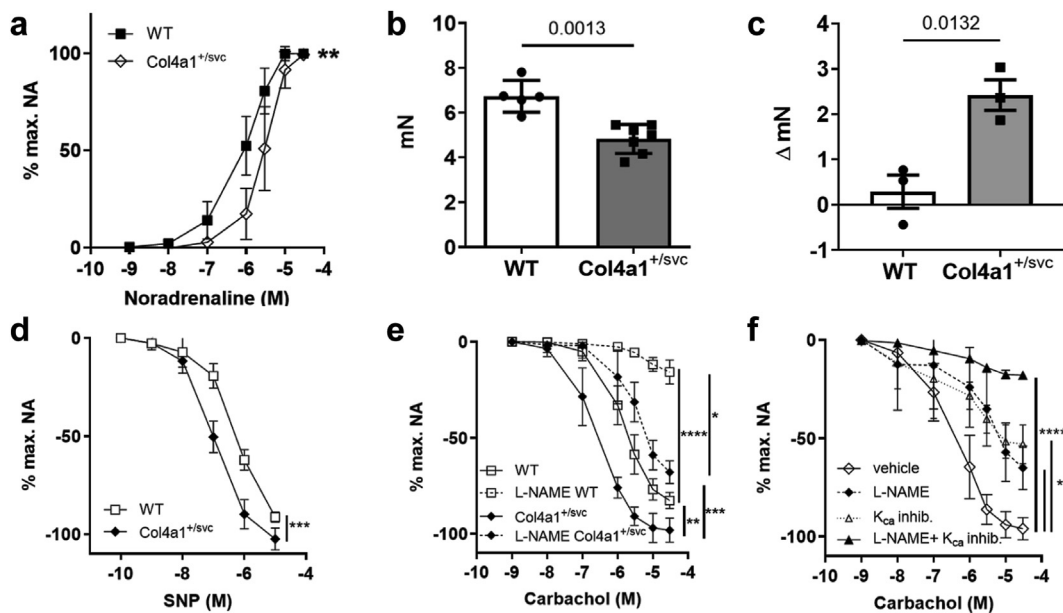 a
WT
Col4a1+/svc
**
% max. NA
100
50
0
-10 -9 -8 -7 -6 -5 -4
Noradrenaline (M)
b
0.0013
mN
10
8
6
4
2
0
WT Col4a1+/svc
c
0.0132
Δ mN
4
3
2
1
0
-1
WT Col4a1+/svc
d
% max. NA
0
-50
-100
WT
Col4a1+/svc
***
-10 -8 -6 -4
SNP (M)
e
% max. NA
0
-50
-100
WT
L-NAME WT
Col4a1+/svc
L-NAME Col4a1+/svc
****
*
**
***
-10 -9 -8 -7 -6 -5 -4
Carbachol (M)
f
% max. NA
0
-50
-100
vehicle
L-NAME
Kca inhib.
L-NAME+ Kca inhib.
****
*
-10 -9 -8 -7 -6 -5 -4
Carbachol (M)